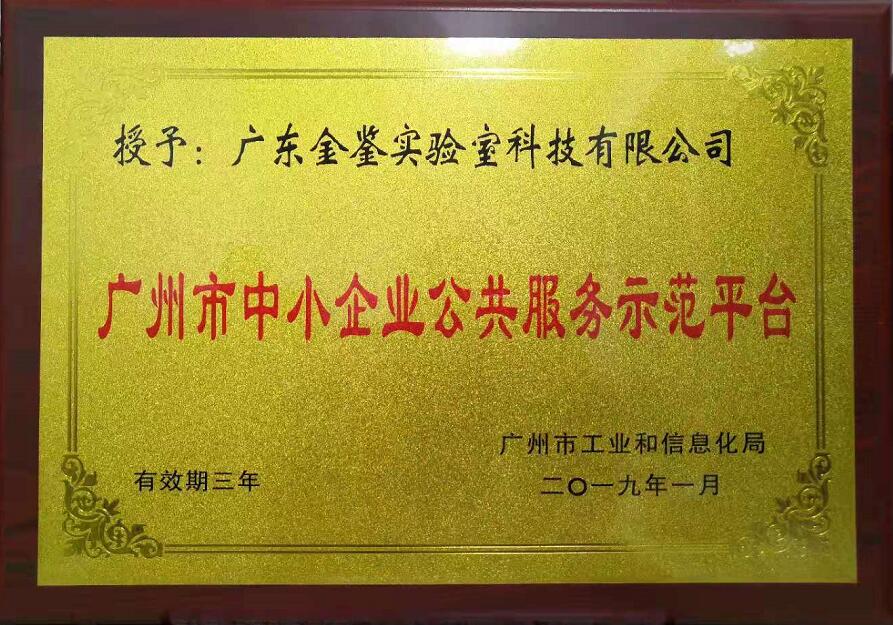 授予：广东金鉴实验室科技有限公司
广州市中小企业公共服务示范平台
广州市工业和信息化局
有效期三年
二〇一九年一月